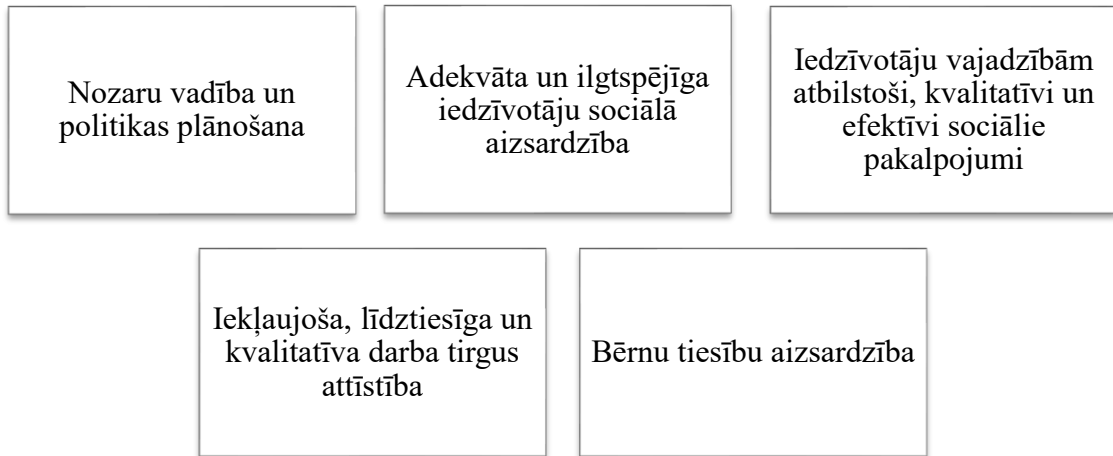 Nozaru vadība un
politikas plānošana
Adekvāta un ilgtspējīga
iedzīvotāju sociālā
aizsardzība
Iedzīvotāju vajadzībām
atbilstoši, kvalitatīvi un
efektīvi sociālie
pakalpojumi
Iekļaujoša, līdztiesīga un
kvalitatīva darba tirgus
attīstība
Bērnu tiesību aizsardzība